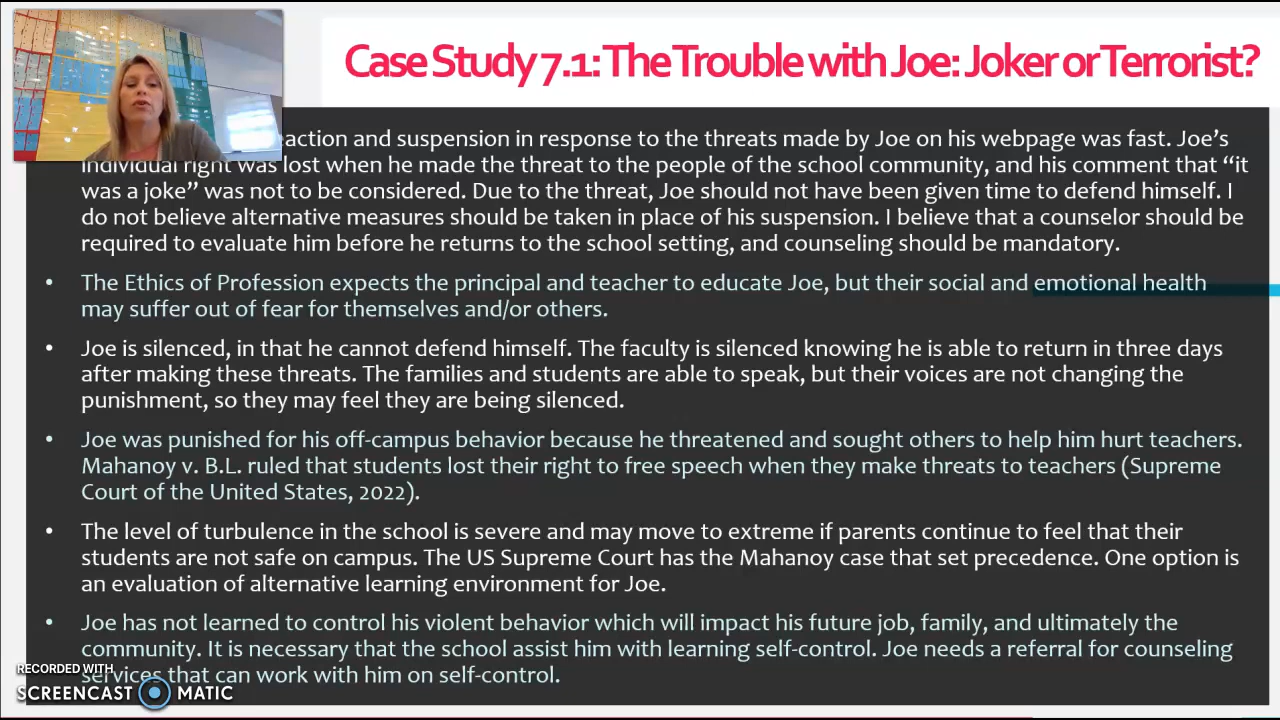 Case Study 7.1: The Trouble with Joe: Joker or Terrorist?
action and suspension in response to the threats made by Joe on his webpage was fast. Joe's
individual right was lost when he made the threat to the people of the school community, and his comment that “it
was a joke” was not to be considered. Due to the threat, Joe should not have been given time to defend himself. I
do not believe alternative measures should be taken in place of his suspension. I believe that a counselor should be
required to evaluate him before he returns to the school setting, and counseling should be mandatory.
• The Ethics of Profession expects the principal and teacher to educate Joe, but their social and emotional health
may suffer out of fear for themselves and/or others.
• Joe is silenced, in that he cannot defend himself. The faculty is silenced knowing he is able to return in three days
after making these threats. The families and students are able to speak, but their voices are not changing the
punishment, so they may feel they are being silenced.
• Joe was punished for his off-campus behavior because he threatened and sought others to help him hurt teachers.
Mahanoy v. B.L. ruled that students lost their right to free speech when they make threats to teachers (Supreme
Court of the United States, 2022).
• The level of turbulence in the school is severe and may move to extreme if parents continue to feel that their
students are not safe on campus. The US Supreme Court has the Mahanoy case that set precedence. One option is
an evaluation of alternative learning environment for Joe.
• Joe has not learned to control his violent behavior which will impact his future job, family, and ultimately the
community. It is necessary that the school assist him with learning self-control. Joe needs a referral for counseling
services that can work with him on self-control.
RECORDED WITH
SCREENCAST MATIC